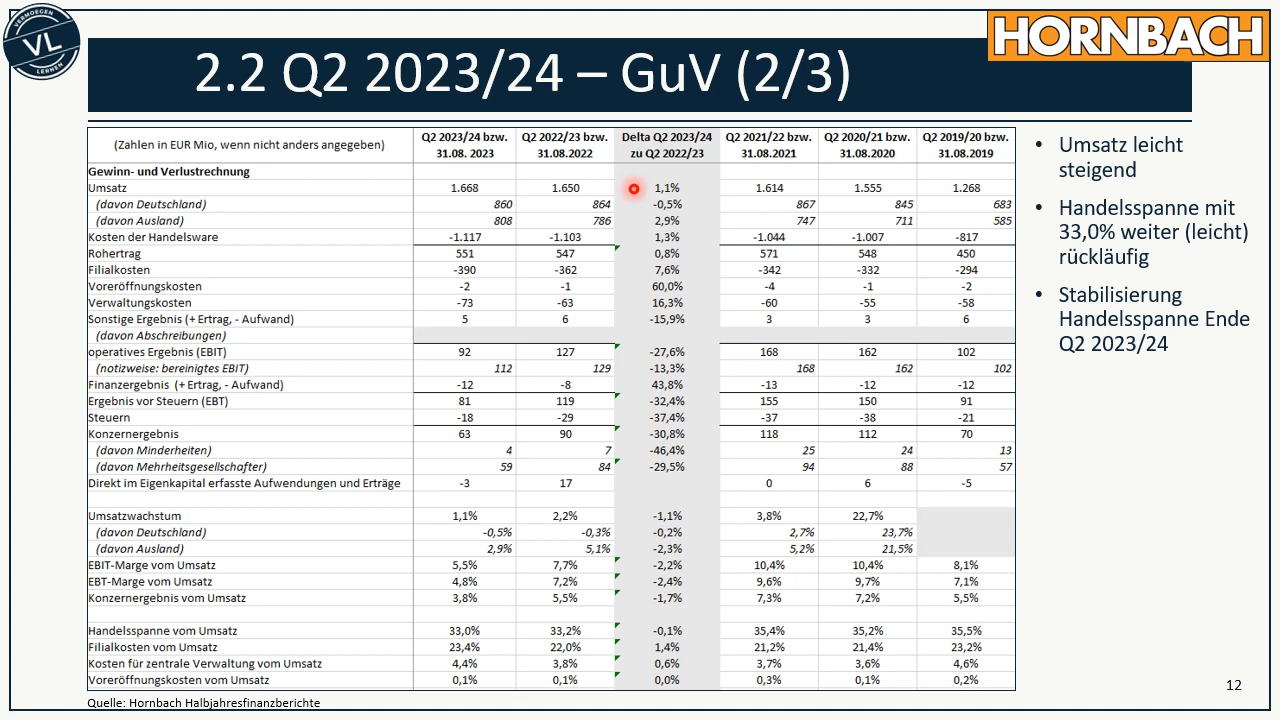 VERMOEGEN
VL
LERNEN
HORNBACH
2.2 Q2 2023/24 – GuV (2/3)
(Zahlen in EUR Mio, wenn nicht anders angegeben) Q2 2023/24 bzw. 31.08. 2023 Q2 2022/23 bzw. 31.08.2022 Delta Q2 2023/24 zu Q2 2022/23 Q2 2021/22 bzw. 31.08.2021 Q2 2020/21 bzw. 31.08.2020 Q2 2019/20 bzw. 31.08.2019
Gewinn- und Verlustrechnung
Umsatz 1.668 1.650 1,1% 1.614 1.555 1.268
(davon Deutschland) 860 864 -0,5% 867 845 683
(davon Ausland) 808 786 2,9% 747 711 585
Kosten der Handelsware -1.117 -1.103 1,3% -1.044 -1.007 -817
Rohertrag 551 547 0,8% 571 548 450
Filialkosten -390 -362 7,6% -342 -332 -294
Voreröffnungskosten -2 -1 60,0% -4 -1 -2
Verwaltungskosten -73 -63 16,3% -60 -55 -58
Sonstige Ergebnis (+ Ertrag, - Aufwand) 5 6 -15,9% 3 3 6
(davon Abschreibungen)
operatives Ergebnis (EBIT) 92 127 -27,6% 168 162 102
(notizweise: bereinigtes EBIT) 112 129 -13,3% 168 162 102
Finanzergebnis (+ Ertrag, - Aufwand) -12 -8 43,8% -13 -12 -12
Ergebnis vor Steuern (EBT) 81 119 -32,4% 155 150 91
Steuern -18 -29 -37,4% -37 -38 -21
Konzernergebnis 63 90 -30,8% 118 112 70
(davon Minderheiten) 4 7 -46,4% 25 24 13
(davon Mehrheitsgesellschafter) 59 84 -29,5% 94 88 57
Direkt im Eigenkapital erfasste Aufwendungen und Erträge -3 17 0 6 -5
Umsatzwachstum 1,1% 2,2% -1,1% 3,8% 22,7%
(davon Deutschland) -0,5% -0,3% -0,2% 2,7% 23,7%
(davon Ausland) 2,9% 5,1% -2,3% 5,2% 21,5%
EBIT-Marge vom Umsatz 5,5% 7,7% -2,2% 10,4% 10,4% 8,1%
EBT-Marge vom Umsatz 4,8% 7,2% -2,4% 9,6% 9,7% 7,1%
Konzernergebnis vom Umsatz 3,8% 5,5% -1,7% 7,3% 7,2% 5,5%
Handelsspanne vom Umsatz 33,0% 33,2% -0,1% 35,4% 35,2% 35,5%
Filialkosten vom Umsatz 23,4% 22,0% 1,4% 21,2% 21,4% 23,2%
Kosten für zentrale Verwaltung vom Umsatz 4,4% 3,8% 0,6% 3,7% 3,6% 4,6%
Voreröffnungskosten vom Umsatz 0,1% 0,1% 0,0% 0,3% 0,1% 0,2%
Quelle: Hornbach Halbjahresfinanzberichte
• Umsatz leicht
steigend
• Handelsspanne mit
33,0% weiter (leicht)
rückläufig
• Stabilisierung
Handelsspanne Ende
Q2 2023/24
12